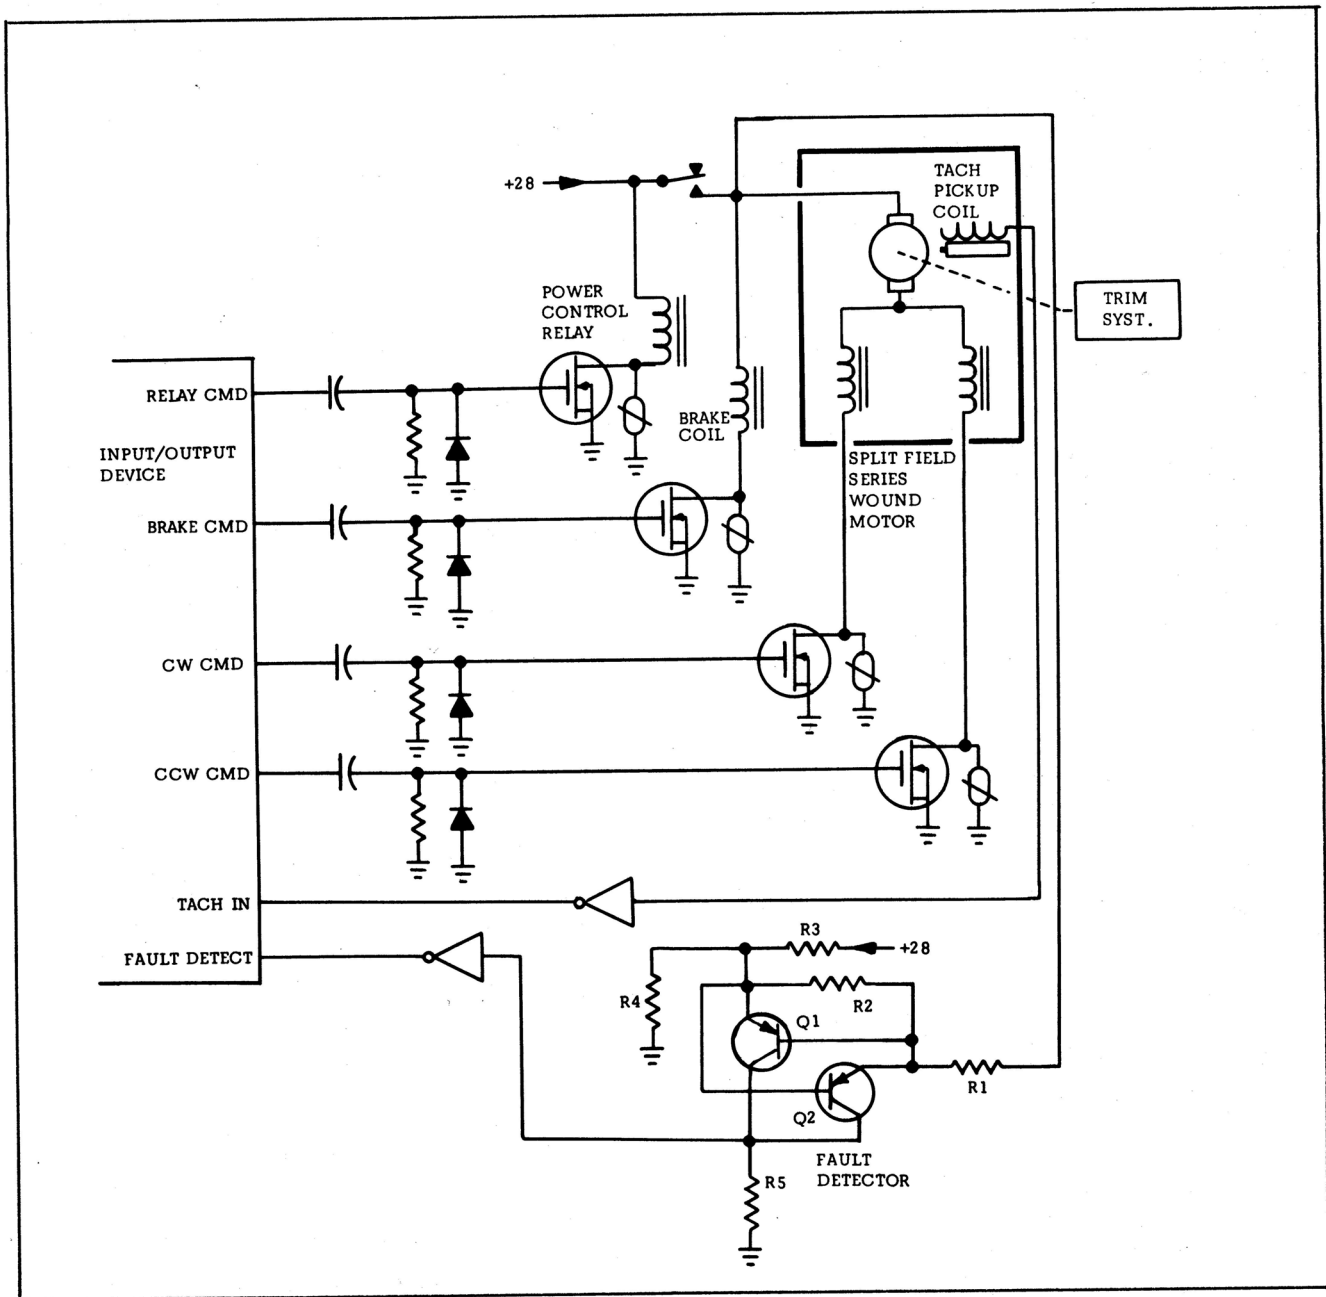 TACH
PICKUP
COIL
+28
POWER
CONTROL
RELAY
TRIM
SYST.
RELAY CMD
BRAKE
COIL
INPUT/OUTPUT
DEVICE
SPLIT FIELD
SERIES
WOUND
MOTOR
BRAKE CMD
CW CMD
CCW CMD
TACH IN
FAULT DETECT
R3
+28
R4
R2
Q1
R1
Q2
FAULT
DETECTOR
R5